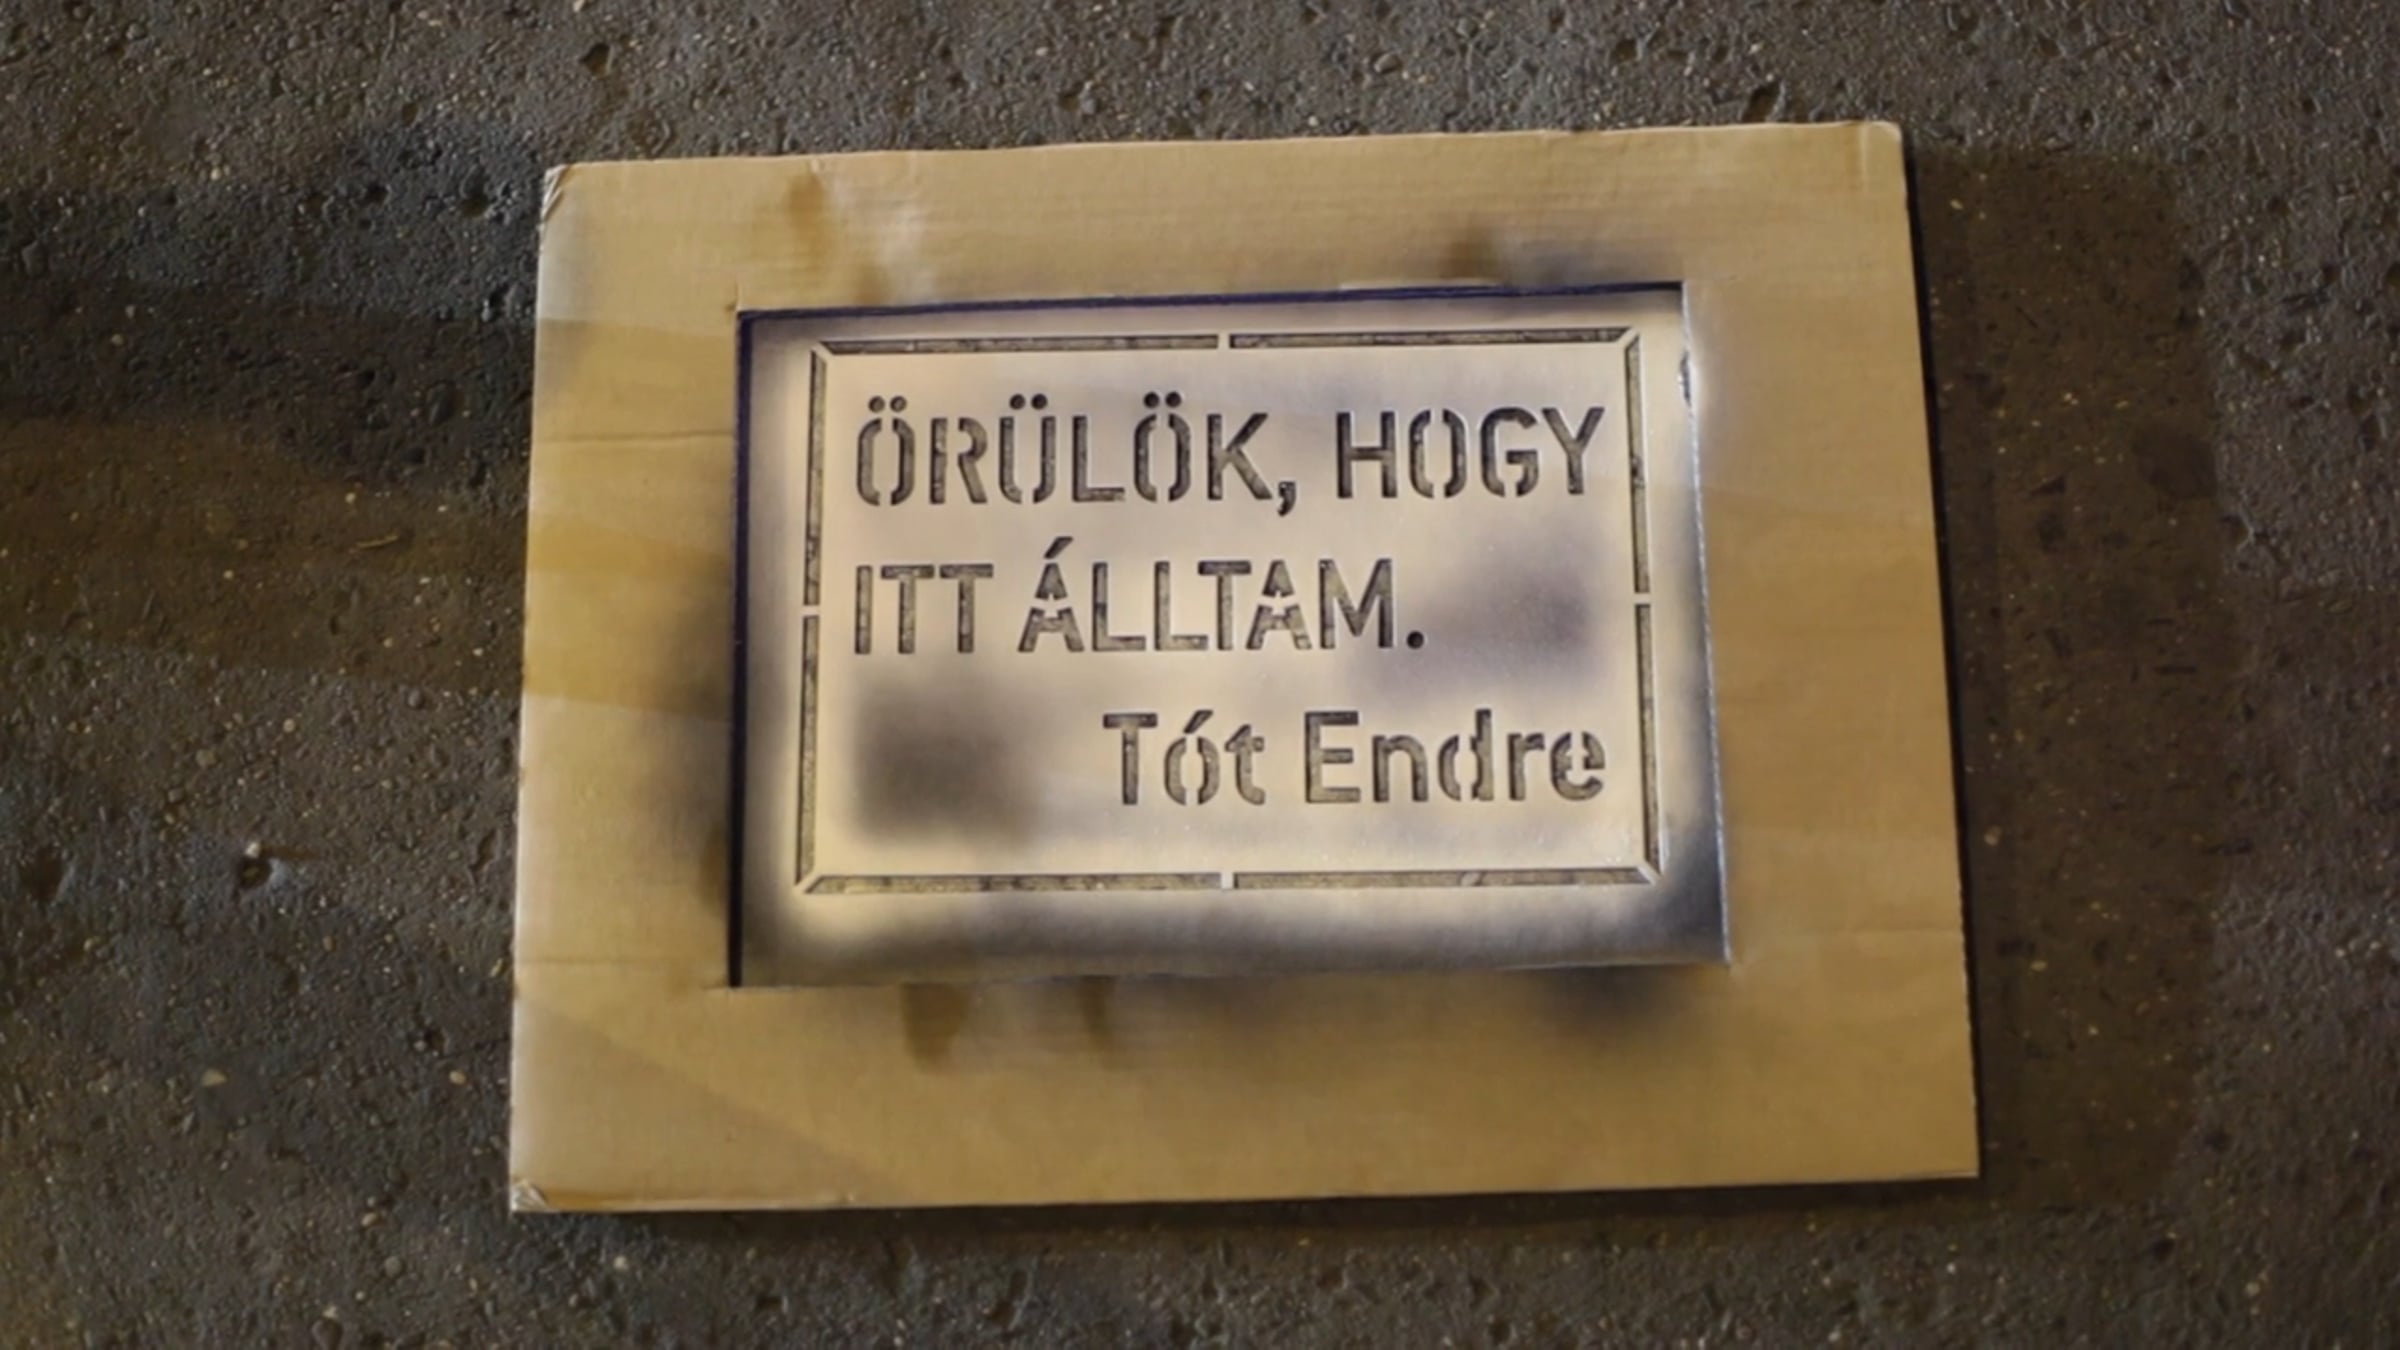 ÖRÜLÖK, HOGY
ITT ÁLLTAM.
Tót Endre